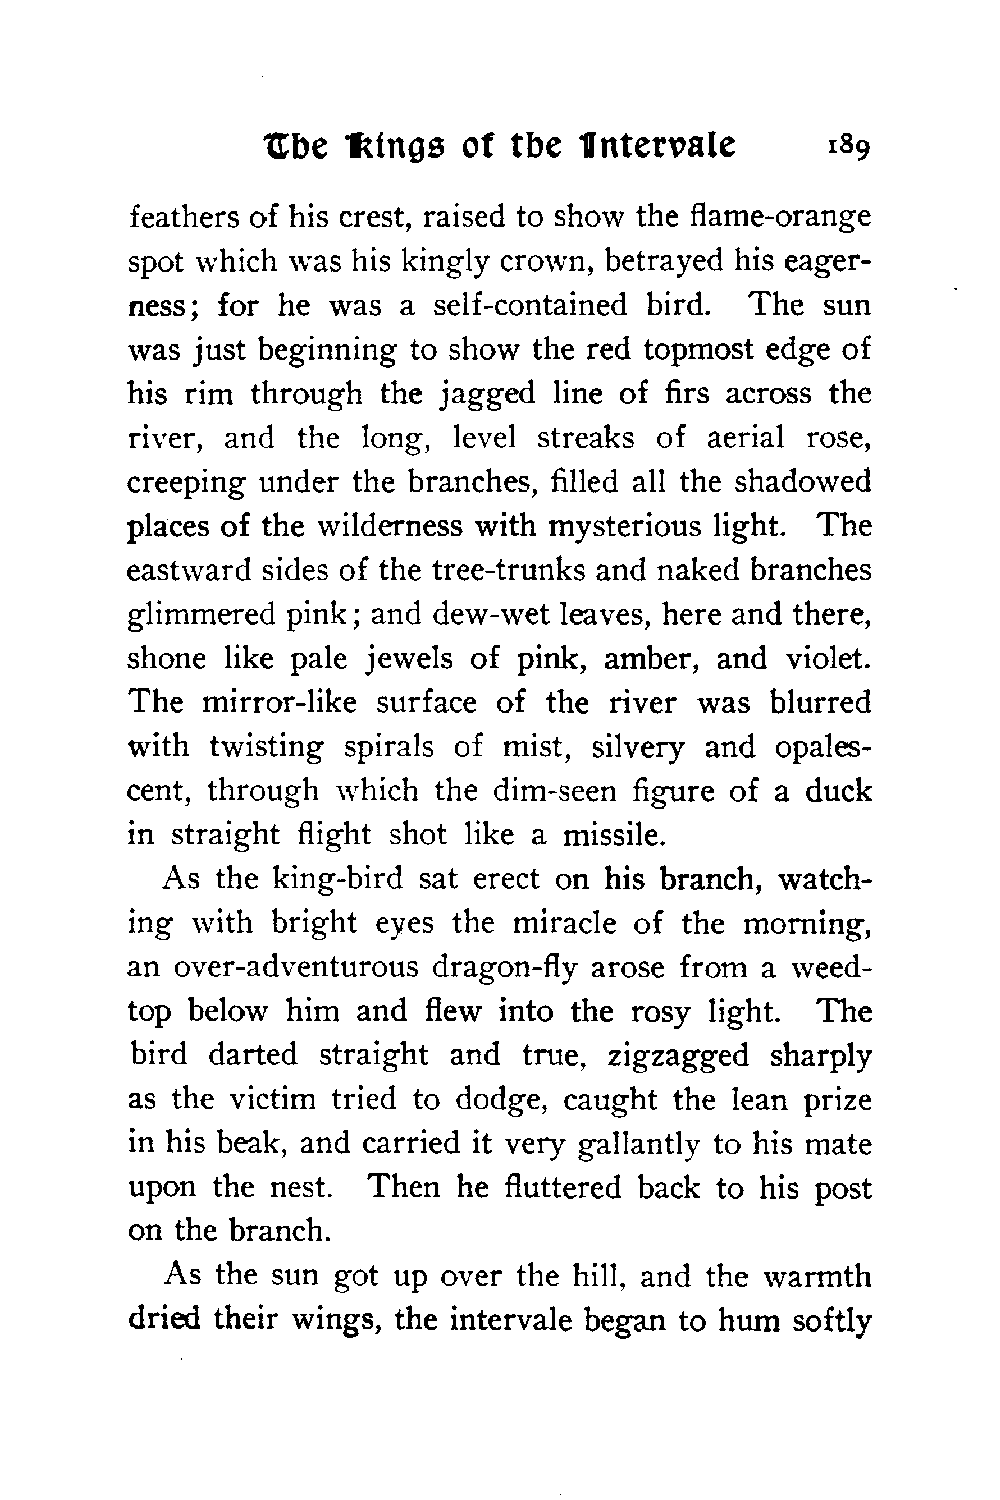 The Kings of the Intervale 189
feathers of his crest, raised to show the flame-orange
spot which was his kingly crown, betrayed his eager-
ness; for he was a self-contained bird. The sun
was just beginning to show the red topmost edge of
his rim through the jagged line of firs across the
river, and the long, level streaks of aerial rose,
creeping under the branches, filled all the shadowed
places of the wilderness with mysterious light. The
eastward sides of the tree-trunks and naked branches
glimmered pink; and dew-wet leaves, here and there,
shone like pale jewels of pink, amber, and violet.
The mirror-like surface of the river was blurred
with twisting spirals of mist, silvery and opales-
cent, through which the dim-seen figure of a duck
in straight flight shot like a missile.
As the king-bird sat erect on his branch, watch-
ing with bright eyes the miracle of the morning,
an over-adventurous dragon-fly arose from a weed-
top below him and flew into the rosy light. The
bird darted straight and true, zigzagged sharply
as the victim tried to dodge, caught the lean prize
in his beak, and carried it very gallantly to his mate
upon the nest. Then he fluttered back to his post
on the branch.
As the sun got up over the hill, and the warmth
dried their wings, the intervale began to hum softly